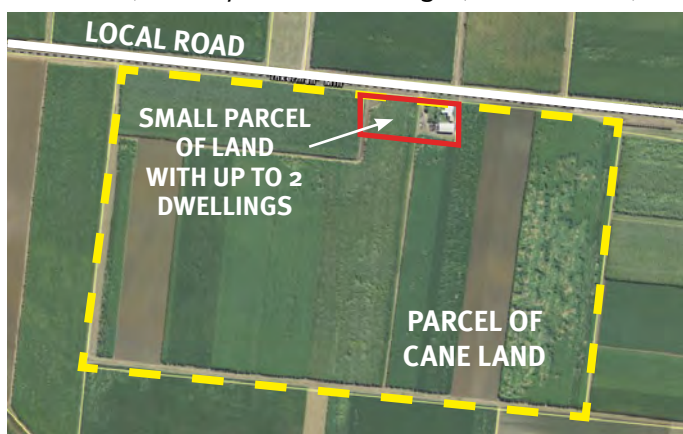 LOCAL ROAD
SMALL PARCEL
OF LAND
WITH UP TO 2
DWELLINGS
PARCEL OF
CANE LAND